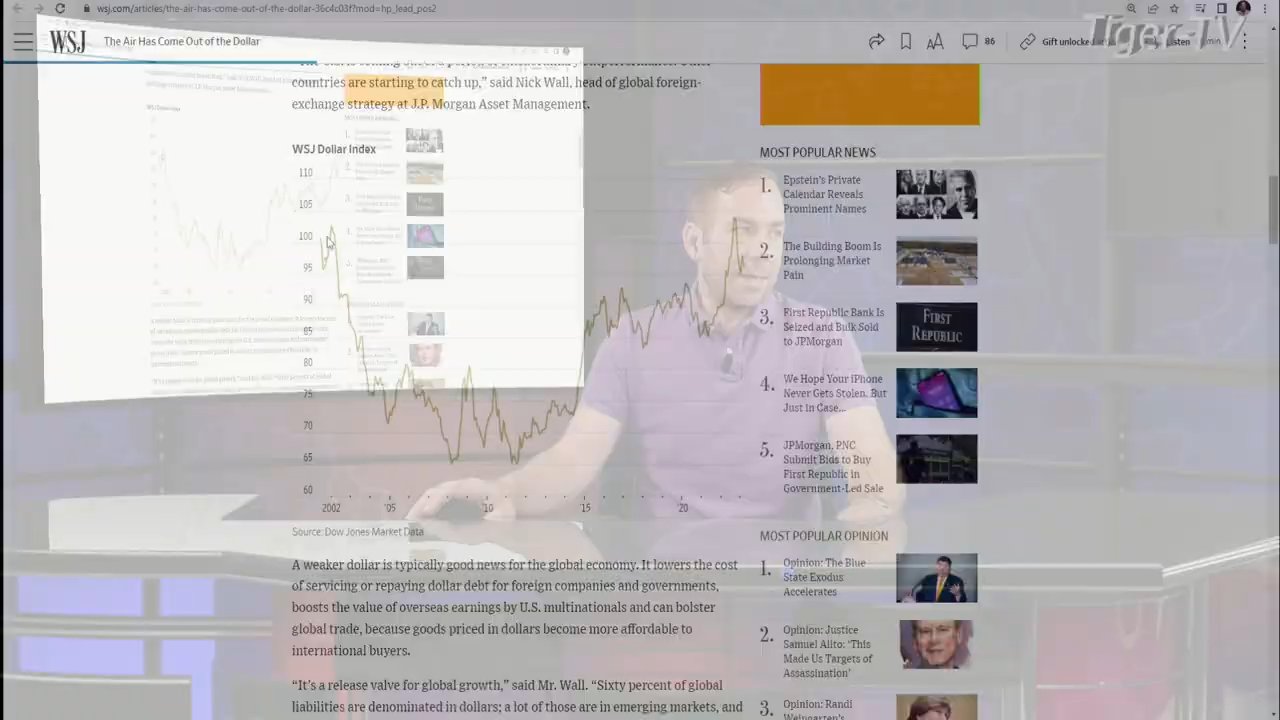 wsj.com/articles/the-air-has-come-out-of-the-dollar-36c4c03f?mod=hp_lead_pos2
Tiger-TV
WSJ
The Air Has Come Out of the Dollar
86
Gift unlocked
Listen
min
countries are starting to catch up,” said Nick Wall, head of global foreign-
exchange strategy at J.P. Morgan Asset Management.
WSJ Dollar Index
110
105
100
95
90
85
80
75
70
65
60
2002
’05
’10
’15
’20
Source: Dow Jones Market Data
A weaker dollar is typically good news for the global economy. It lowers the cost
of servicing or repaying dollar debt for foreign companies and governments,
boosts the value of overseas earnings by U.S. multinationals and can bolster
global trade, because goods priced in dollars become more affordable to
international buyers.
“It’s a release valve for global growth,” said Mr. Wall. “Sixty percent of global
liabilities are denominated in dollars; a lot of those are in emerging markets, and
MOST POPULAR NEWS
1.
Epstein’s Private
Calendar Reveals
Prominent Names
2.
The Building Boom Is
Prolonging Market
Pain
3.
First Republic Bank Is
Seized and Bulk Sold
to JPMorgan
FIRST
REPUBLIC
4.
We Hope Your iPhone
Never Gets Stolen. But
Just in Case...
5.
JPMorgan, PNC
Submit Bids to Buy
First Republic in
Government-Led Sale
MOST POPULAR OPINION
1.
Opinion: The Blue
State Exodus
Accelerates
2.
Opinion: Justice
Samuel Alito: ‘This
Made Us Targets of
Assassination’
3.
Opinion: Randi
Weingarten’s